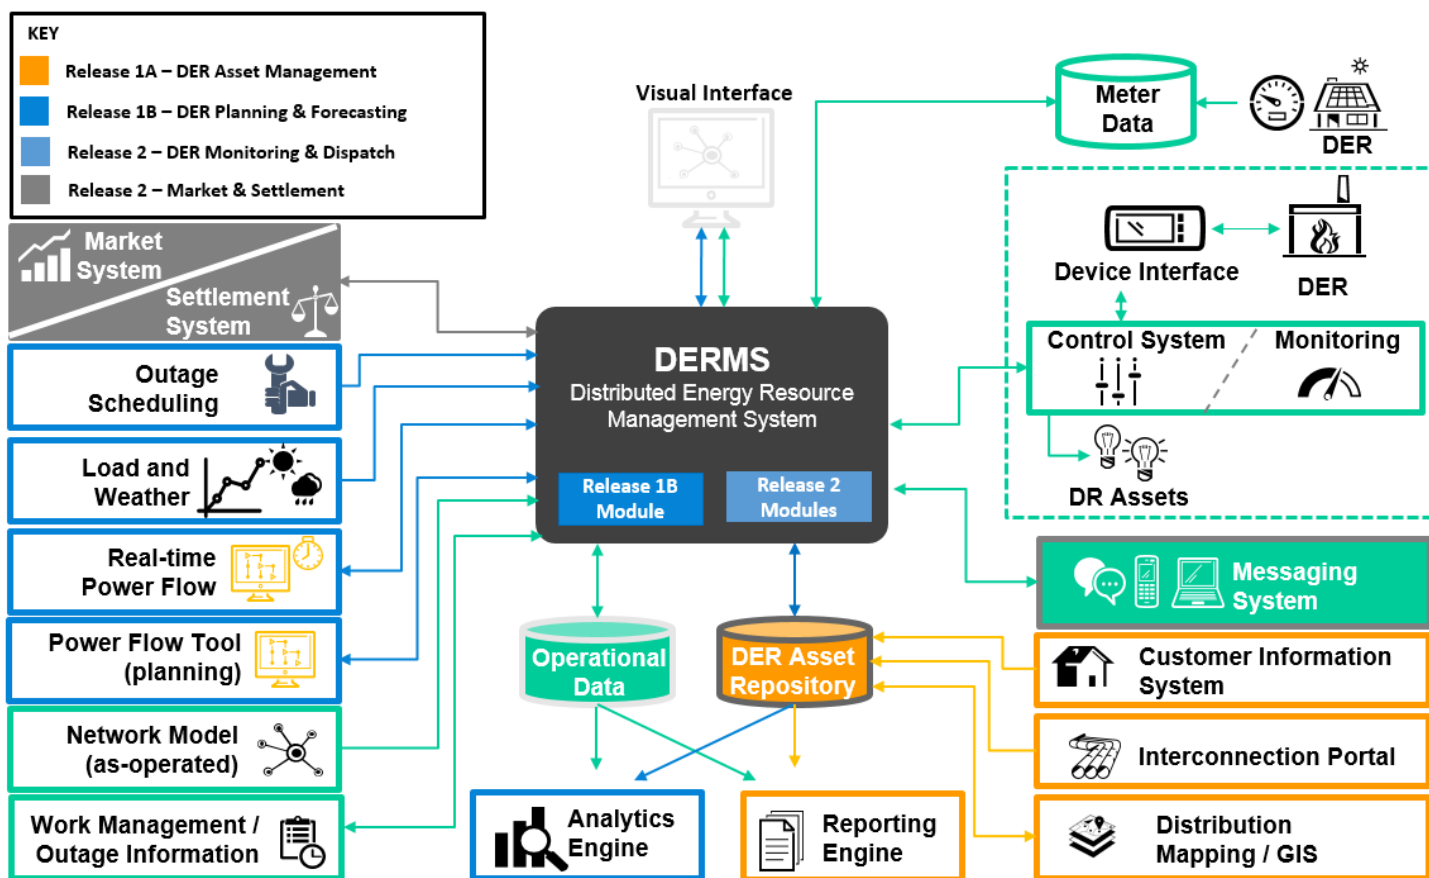 KEY
Release 1A – DER Asset Management
Release 1B – DER Planning & Forecasting
Release 2 – DER Monitoring & Dispatch
Release 2 – Market & Settlement
Visual Interface
Meter
Data
DER
Device Interface
DER
Control System
Monitoring
DR Assets
Market
System
Settlement
System
Outage
Scheduling
Load and
Weather
Real-time
Power Flow
Power Flow Tool
(planning)
Network Model
(as-operated)
Work Management /
Outage Information
DERMS
Distributed Energy Resource
Management System
Release 1B
Module
Release 2
Modules
Operational
Data
DER Asset
Repository
Analytics
Engine
Reporting
Engine
Messaging
System
Customer Information
System
Interconnection Portal
Distribution
Mapping / GIS